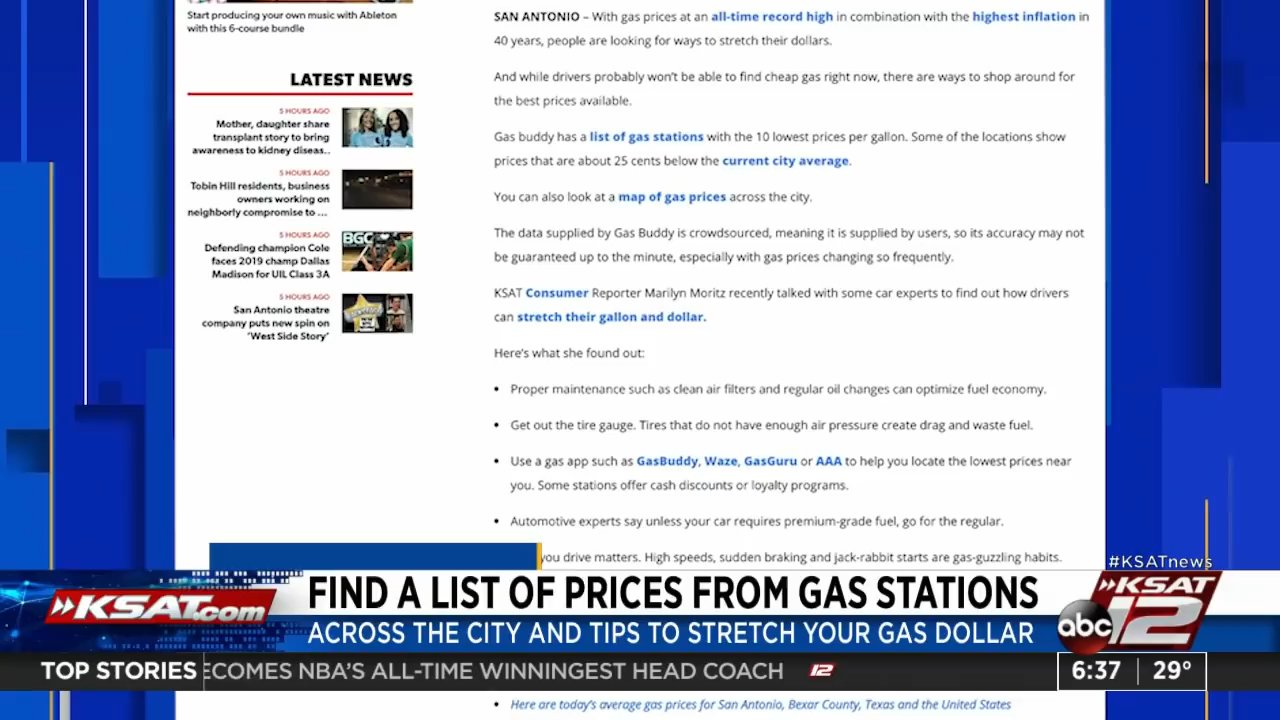 Start producing your own music with Ableton
with this 6-course bundle
LATEST NEWS
5 HOURS AGO
Mother, daughter share
transplant story to bring
awareness to kidney diseas..
5 HOURS AGO
Tobin Hill residents, business
owners working on
neighborly compromise to ...
5 HOURS AGO
Defending champion Cole
faces 2019 champ Dallas
Madison for UIL Class 3A
BGC
5 HOURS AGO
San Antonio theatre
company puts new spin on
‘West Side Story’
SAN ANTONIO – With gas prices at an all-time record high in combination with the highest inflation in
40 years, people are looking for ways to stretch their dollars.
And while drivers probably won’t be able to find cheap gas right now, there are ways to shop around for
the best prices available.
Gas buddy has a list of gas stations with the 10 lowest prices per gallon. Some of the locations show
prices that are about 25 cents below the current city average.
You can also look at a map of gas prices across the city.
The data supplied by Gas Buddy is crowdsourced, meaning it is supplied by users, so its accuracy may not
be guaranteed up to the minute, especially with gas prices changing so frequently.
KSAT Consumer Reporter Marilyn Moritz recently talked with some car experts to find out how drivers
can stretch their gallon and dollar.
Here’s what she found out:
• Proper maintenance such as clean air filters and regular oil changes can optimize fuel economy.
• Get out the tire gauge. Tires that do not have enough air pressure create drag and waste fuel.
• Use a gas app such as GasBuddy, Waze, GasGuru or AAA to help you locate the lowest prices near
you. Some stations offer cash discounts or loyalty programs.
• Automotive experts say unless your car requires premium-grade fuel, go for the regular.
you drive matters. High speeds, sudden braking and jack-rabbit starts are gas-guzzling habits.
#KSATnews
KSAT.com
FIND A LIST OF PRICES FROM GAS STATIONS
ACROSS THE CITY AND TIPS TO STRETCH YOUR GAS DOLLAR
abc
KSAT
12
TOP STORIES
ECOMES NBA’S ALL-TIME WINNINGEST HEAD COACH
12
6:37
29°
• Here are today’s average gas prices for San Antonio, Bexar County, Texas and the United States